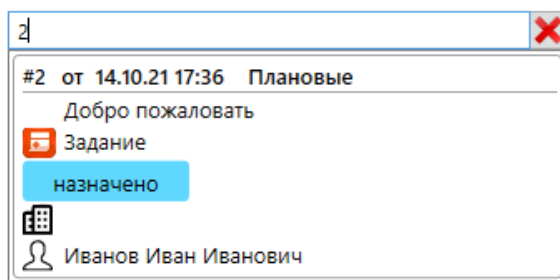 2
#2 от 14.10.21 17:36 Плановые
Добро пожаловать
Задание
назначено
Иванов Иван Иванович